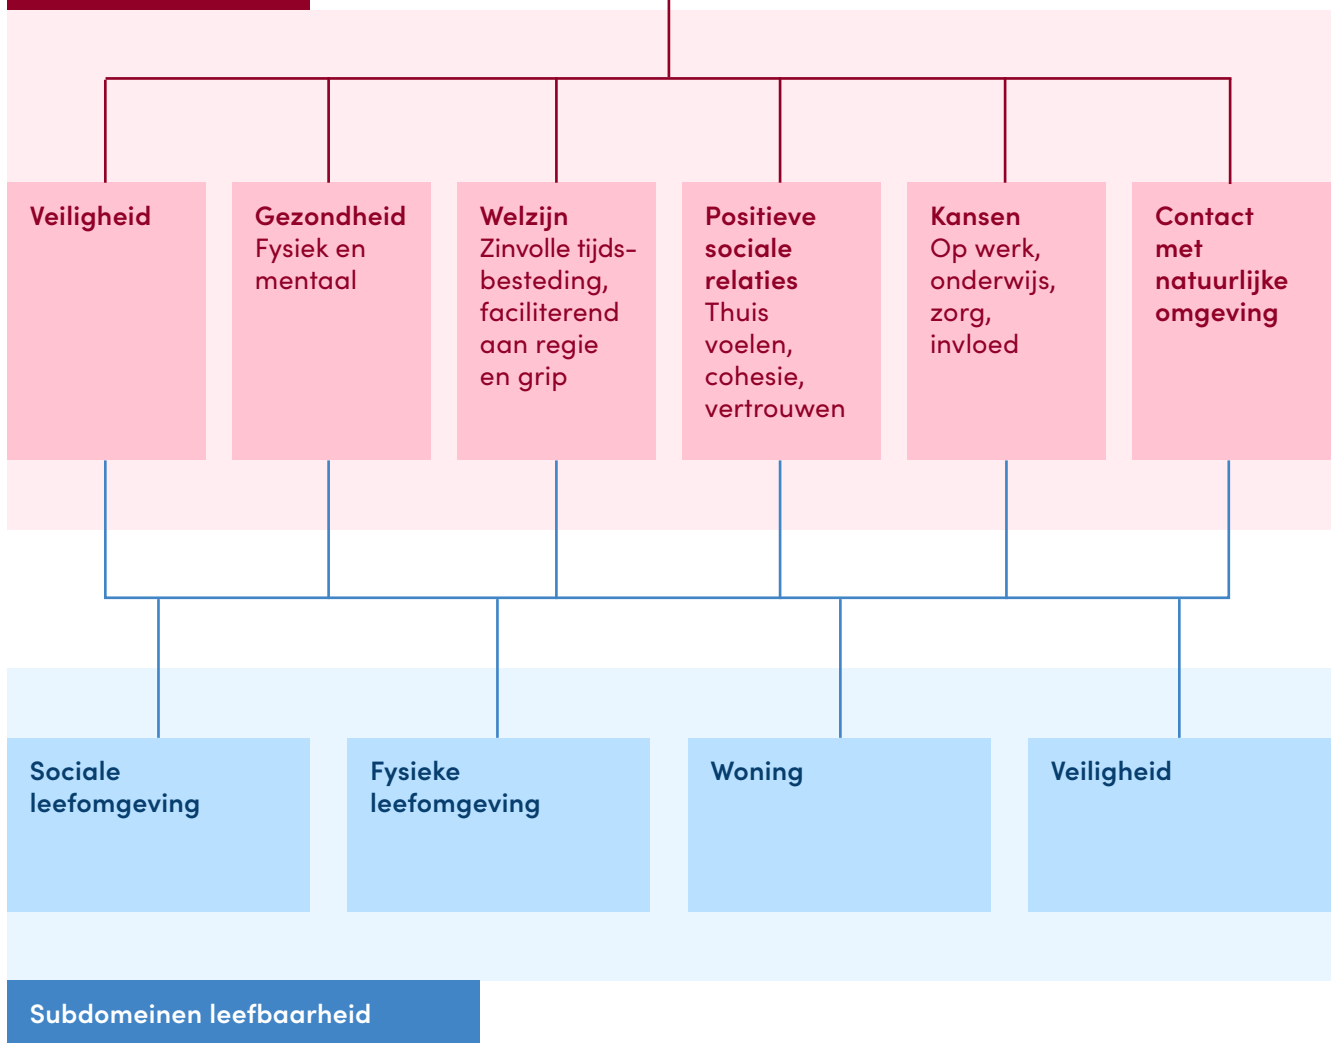 Veiligheid
Gezondheid
Fysiek en
mentaal
Welzijn
Zinvolle tijds-
besteding,
faciliterend
aan regie
en grip
Positieve
sociale
relaties
Thuis
voelen,
cohesie,
vertrouwen
Kansen
Op werk,
onderwijs,
zorg,
invloed
Contact
met
natuurlijke
omgeving
Sociale
leefomgeving
Fysieke
leefomgeving
Woning
Veiligheid
Subdomeinen leefbaarheid